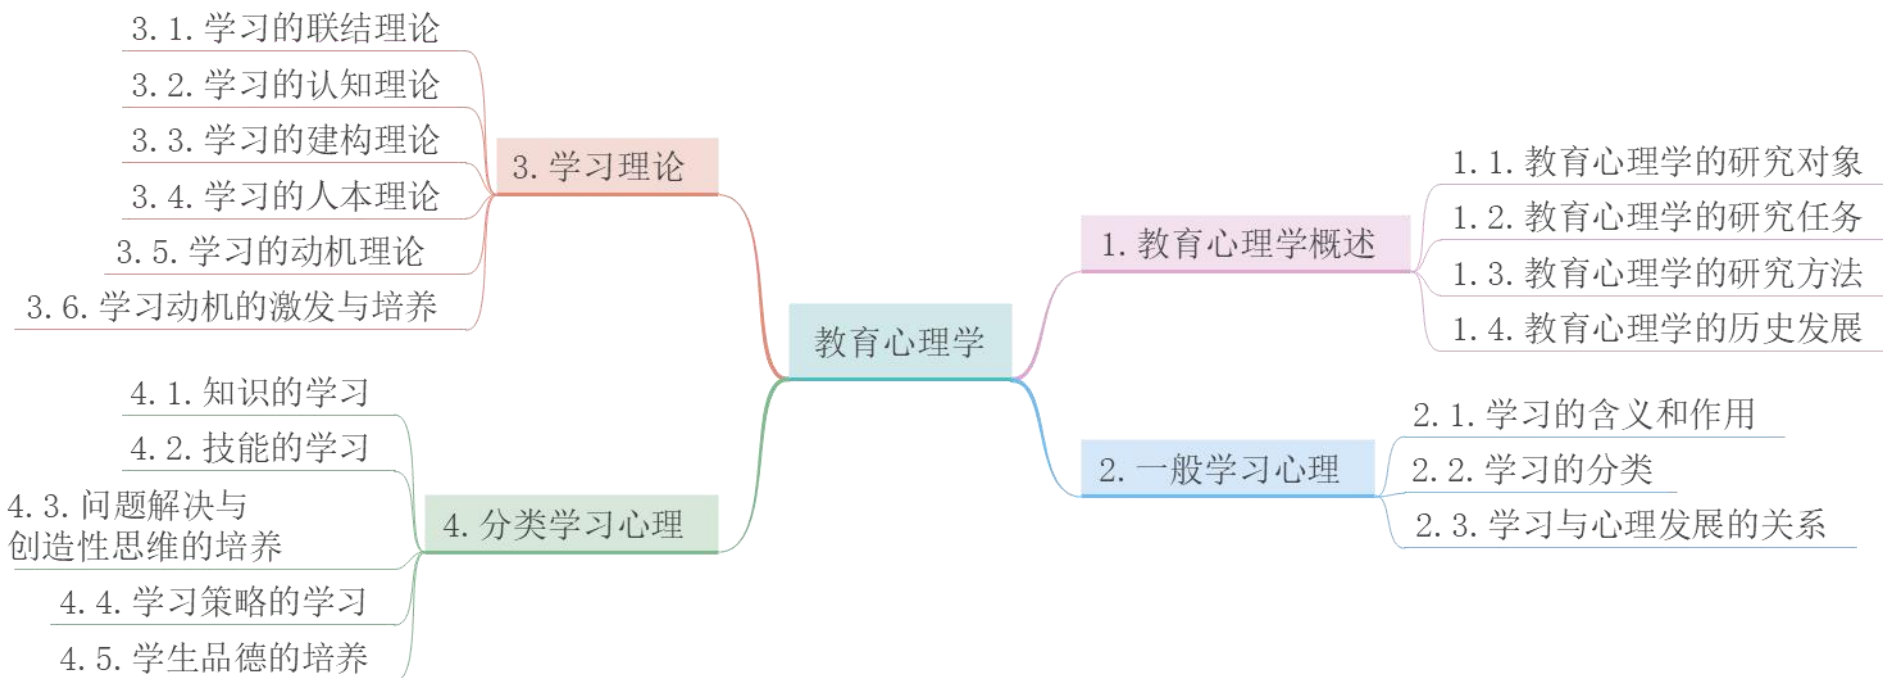 教育心理学
1.教育心理学概述
1.1.教育心理学的研究对象
1.2.教育心理学的研究任务
1.3.教育心理学的研究方法
1.4.教育心理学的历史发展
2.一般学习心理
2.1.学习的含义和作用
2.2.学习的分类
2.3.学习与心理发展的关系
3.学习理论
3.1.学习的联结理论
3.2.学习的认知理论
3.3.学习的建构理论
3.4.学习的人本理论
3.5.学习的动机理论
3.6.学习动机的激发与培养
4.分类学习心理
4.1.知识的学习
4.2.技能的学习
4.3.问题解决与
创造性思维的培养
4.4.学习策略的学习
4.5.学生品德的培养